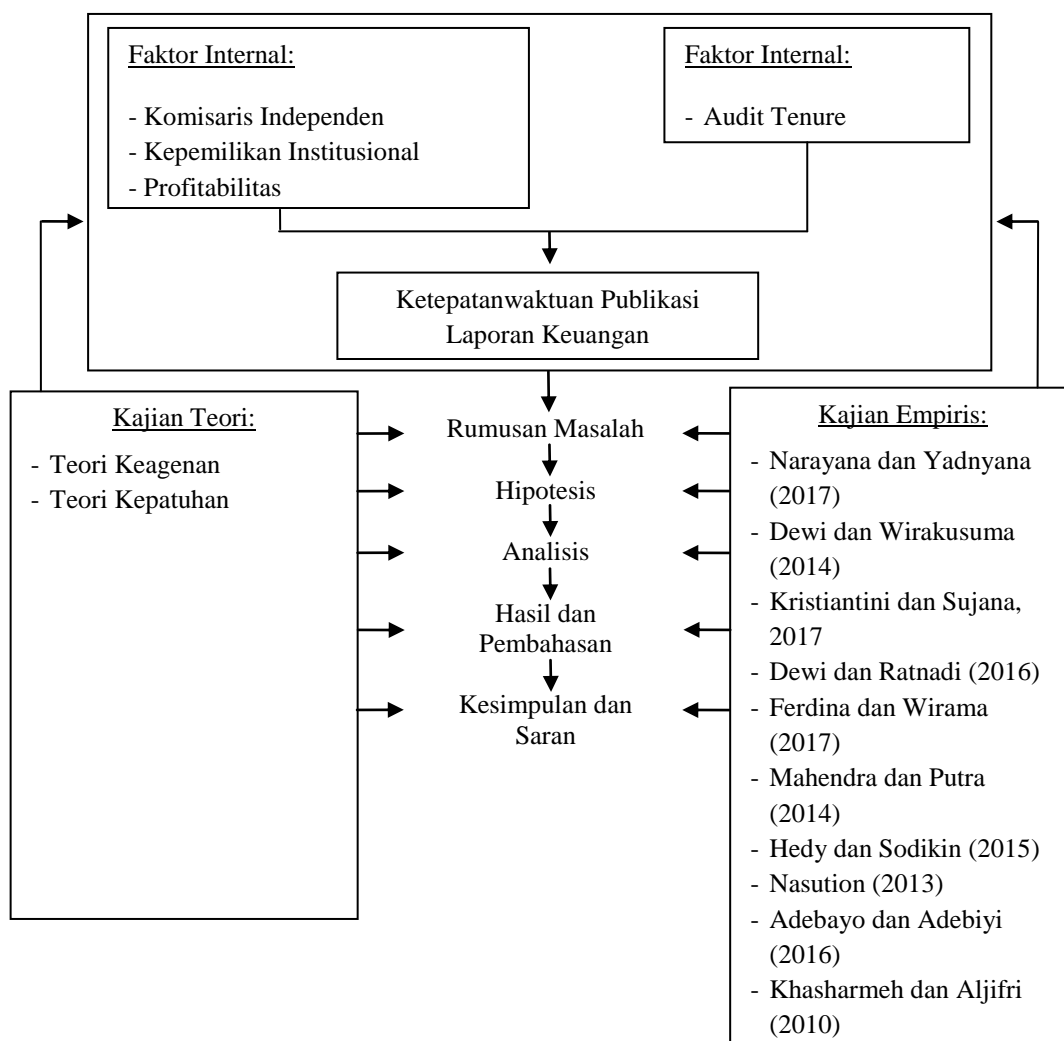 Faktor Internal:
- Komisaris Independen
- Kepemilikan Institusional
- Profitabilitas
Faktor Internal:
- Audit Tenure
Ketepatanwaktuan Publikasi
Laporan Keuangan
Kajian Teori:
- Teori Keagenan
- Teori Kepatuhan
Rumusan Masalah
Hipotesis
Analisis
Hasil dan
Pembahasan
Kesimpulan dan
Saran
Kajian Empiris:
- Narayana dan Yadnyana
(2017)
- Dewi dan Wirakusuma
(2014)
- Kristiantini dan Sujana,
2017
- Dewi dan Ratnadi (2016)
- Ferdina dan Wirama
(2017)
- Mahendra dan Putra
(2014)
- Hedy dan Sodikin (2015)
- Nasution (2013)
- Adebayo dan Adebiyi
(2016)
- Khasharmeh dan Aljifri
(2010)